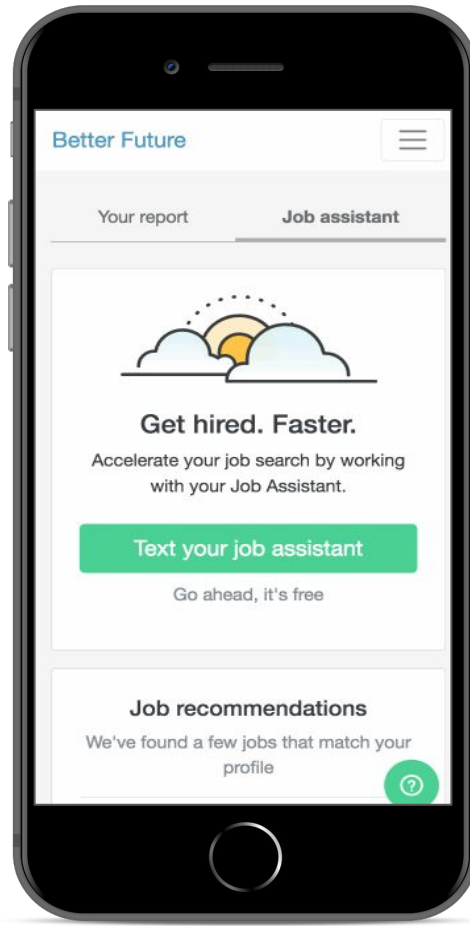 Better Future
Your report
Job assistant
Get hired. Faster.
Accelerate your job search by working
with your Job Assistant.
Text your job assistant
Go ahead, it's free
Job recommendations
We've found a few jobs that match your
profile
?